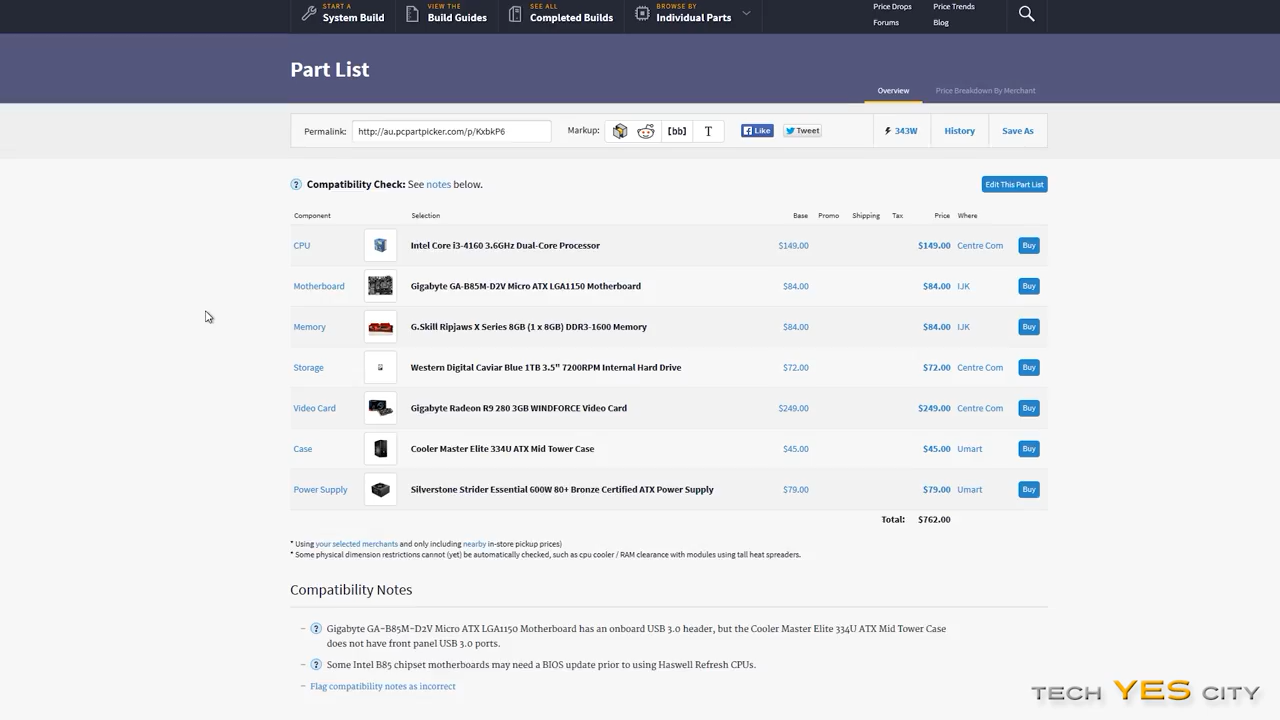 START A
System Build
VIEW THE
Build Guides
SEE ALL
Completed Builds
BROWSE BY
Individual Parts
Price Drops
Price Trends
Forums
Blog
Part List
Overview
Price Breakdown By Merchant
Permalink: http://au.pcpartpicker.com/p/KxbkP6
Markup: [bb] T
Like
Tweet
343W
History
Save As
? Compatibility Check: See notes below.
Edit This Part List
Component Selection Base Promo Shipping Tax Price Where
CPU Intel Core i3-4160 3.6GHz Dual-Core Processor $149.00 $149.00 Centre Com Buy
Motherboard Gigabyte GA-B85M-D2V Micro ATX LGA1150 Motherboard $84.00 $84.00 IJK Buy
Memory G.Skill Ripjaws X Series 8GB (1 x 8GB) DDR3-1600 Memory $84.00 $84.00 IJK Buy
Storage Western Digital Caviar Blue 1TB 3.5" 7200RPM Internal Hard Drive $72.00 $72.00 Centre Com Buy
Video Card Gigabyte Radeon R9 280 3GB WINDFORCE Video Card $249.00 $249.00 Centre Com Buy
Case Cooler Master Elite 334U ATX Mid Tower Case $45.00 $45.00 Umart Buy
Power Supply Silverstone Strider Essential 600W 80+ Bronze Certified ATX Power Supply $79.00 $79.00 Umart Buy
Total: $762.00
* Using your selected merchants and only including nearby in-store pickup prices)
* Some physical dimension restrictions cannot (yet) be automatically checked, such as cpu cooler / RAM clearance with modules using tall heat spreaders.
Compatibility Notes
– ? Gigabyte GA-B85M-D2V Micro ATX LGA1150 Motherboard has an onboard USB 3.0 header, but the Cooler Master Elite 334U ATX Mid Tower Case
does not have front panel USB 3.0 ports.
– ? Some Intel B85 chipset motherboards may need a BIOS update prior to using Haswell Refresh CPUs.
– Flag compatibility notes as incorrect
TECH YES CITY